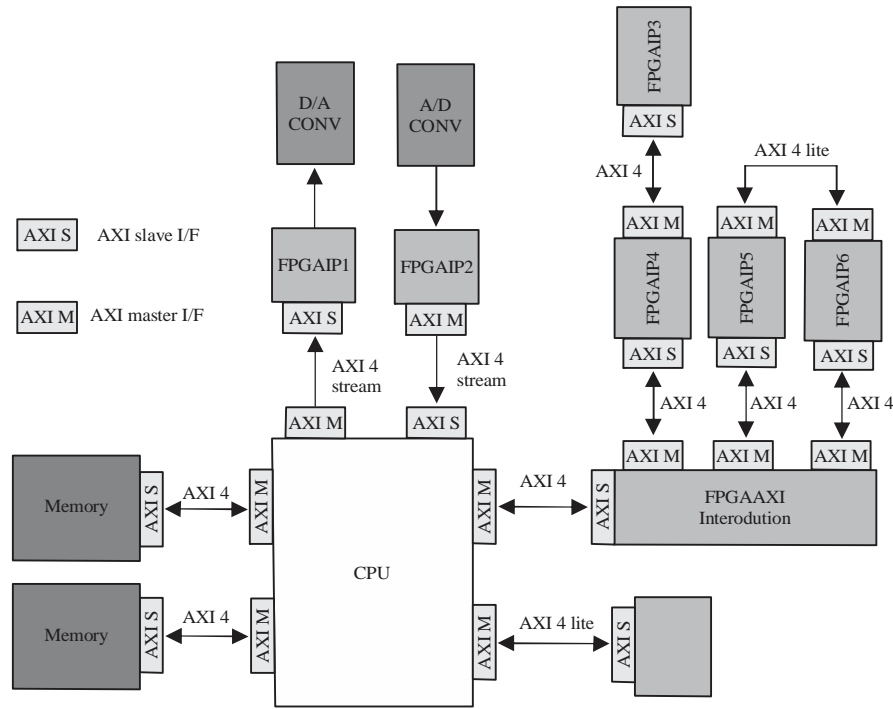 FPGAIP3
D/A
CONV
A/D
CONV
AXI S
AXI 4 lite
AXI 4
AXI S
AXI slave I/F
FPGAIP1
FPGAIP2
AXI M
AXI M
AXI M
FPGAIP4
FPGAIP5
FPGAIP6
AXI M
AXI master I/F
AXI S
AXI M
AXI S
AXI S
AXI S
AXI 4
stream
AXI 4
stream
AXI 4
AXI 4
AXI 4
AXI M
AXI S
AXI M
AXI M
AXI M
Memory
AXI S
AXI 4
AXI M
AXI M
AXI 4
AXI S
FPGAAXI
Interodution
CPU
Memory
AXI S
AXI 4
AXI M
AXI M
AXI 4 lite
AXI S